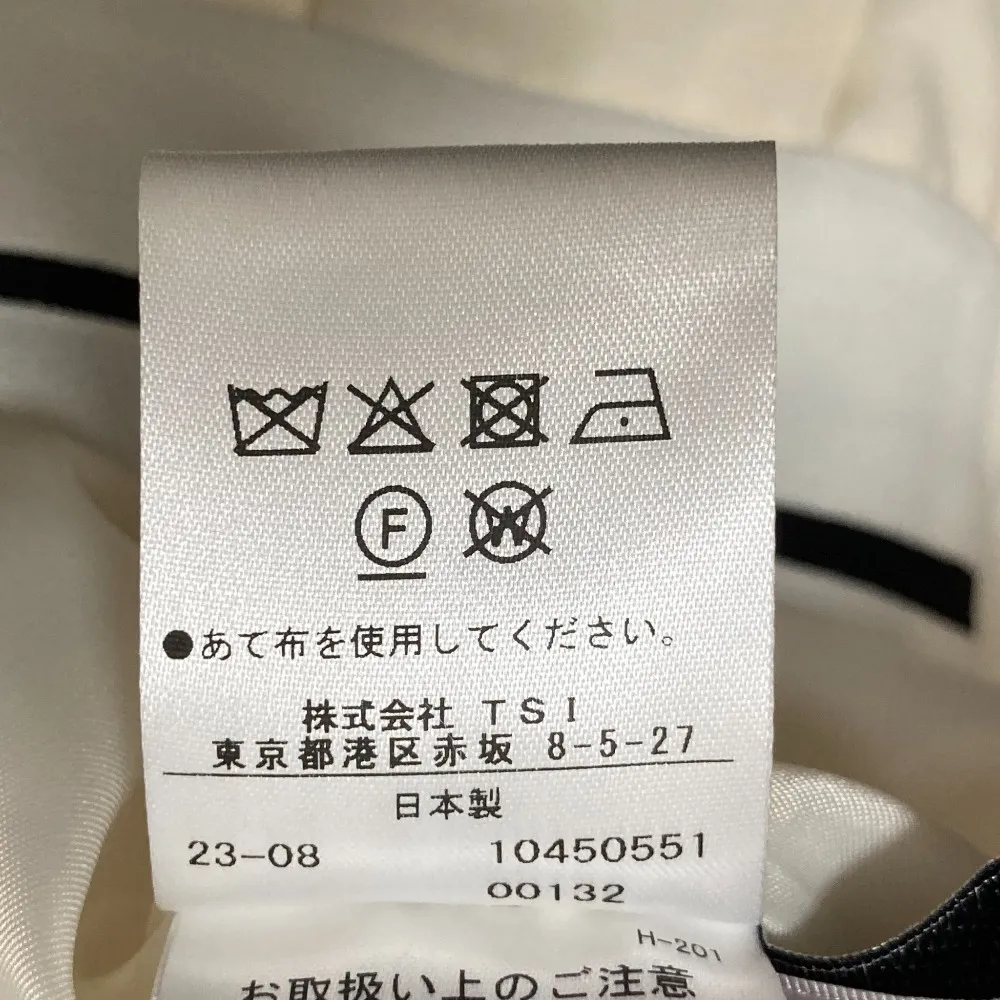 F W
●あて布を使用してください。
株式会社 TSI
東京都港区赤坂 8-5-27
日本製
23-08 10450551
00132
H-201
お取扱い上のご注意